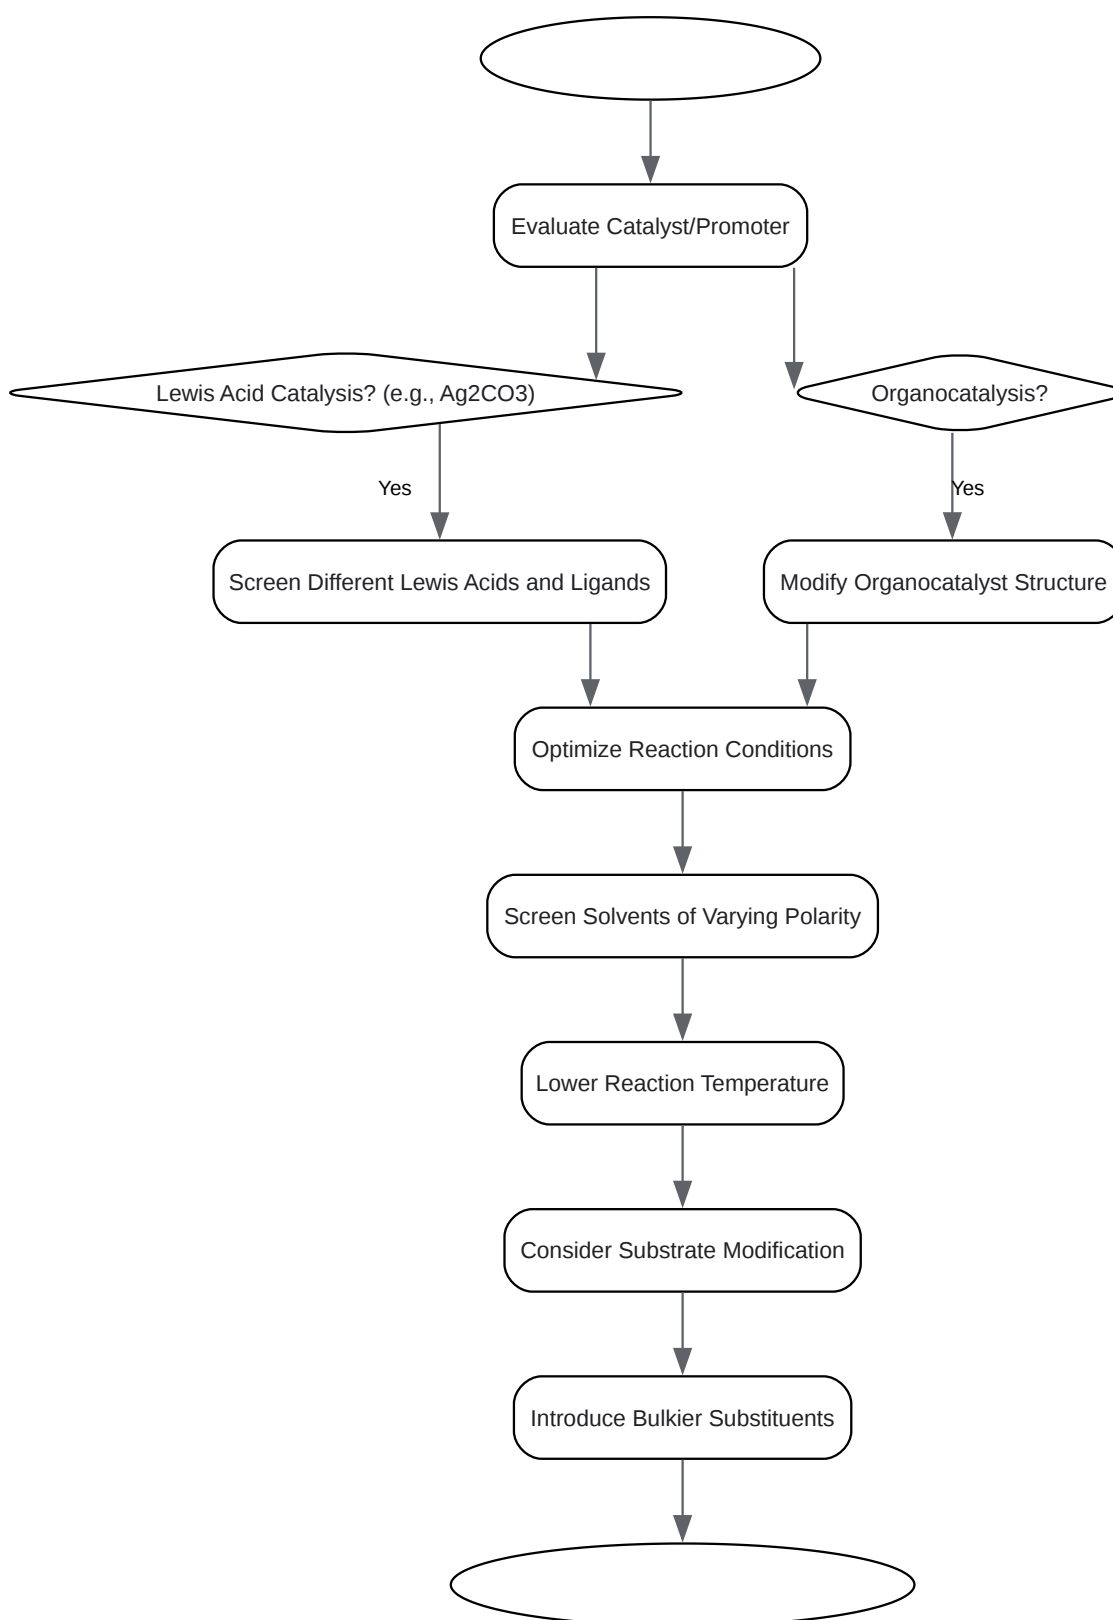 Evaluate Catalyst/Promoter
Lewis Acid Catalysis? (e.g., Ag2CO3)
Organocatalysis?
Yes
Yes
Screen Different Lewis Acids and Ligands
Modify Organocatalyst Structure
Optimize Reaction Conditions
Screen Solvents of Varying Polarity
Lower Reaction Temperature
Consider Substrate Modification
Introduce Bulkier Substituents